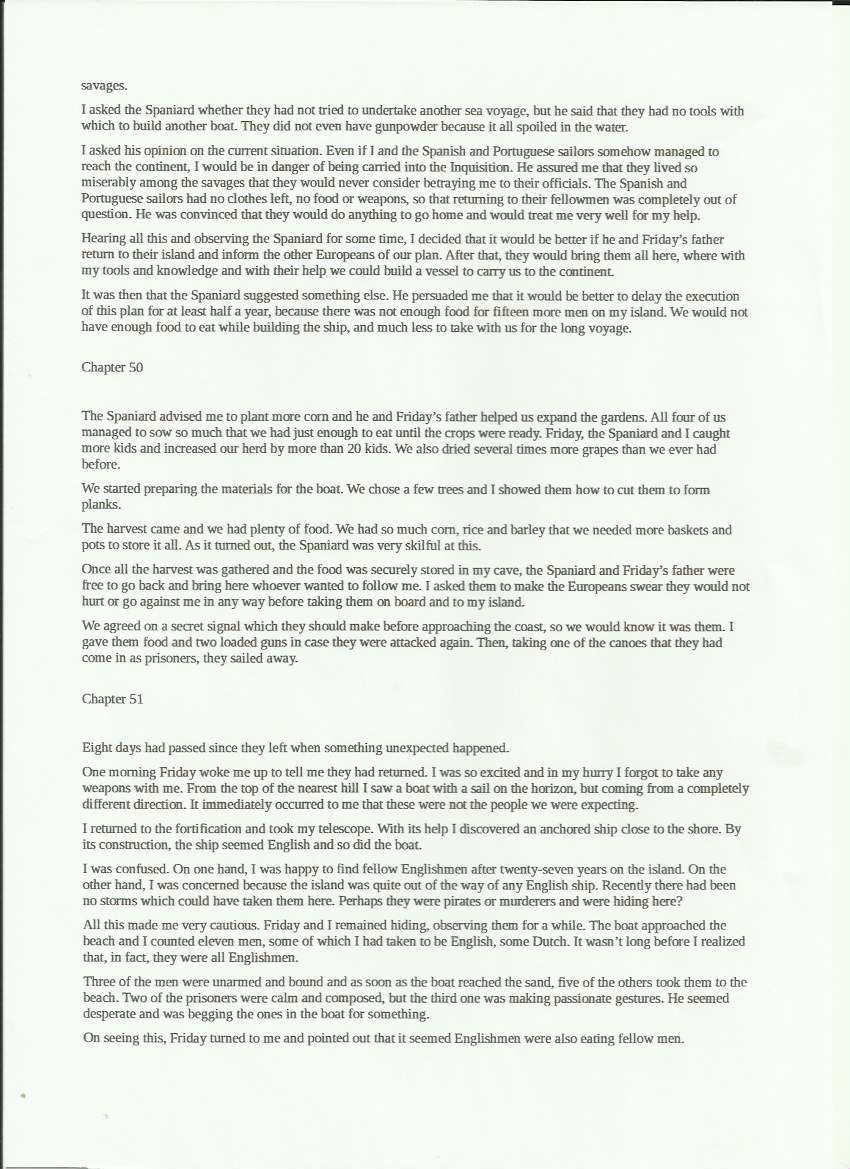 savages.
I asked the Spaniard whether they had not tried to undertake another sea voyage, but he said that they had no tools with
which to build another boat. They did not even have gunpowder because it all spoiled in the water.
I asked his opinion on the current situation. Even if I and the Spanish and Portuguese sailors somehow managed to
reach the continent, I would be in danger of being carried into the Inquisition. He assured me that they lived so
miserably among the savages that they would never consider betraying me to their officials. The Spanish and
Portuguese sailors had no clothes left, no food or weapons, so that returning to their fellowmen was completely out of
question. He was convinced that they would do anything to go home and would treat me very well for my help.
Hearing all this and observing the Spaniard for some time, I decided that it would be better if he and Friday's father
return to their island and inform the other Europeans of our plan. After that, they would bring them all here, where with
my tools and knowledge and with their help we could build a vessel to carry us to the continent.
It was then that the Spaniard suggested something else. He persuaded me that it would be better to delay the execution
of this plan for at least half a year, because there was not enough food for fifteen more men on my island. We would not
have enough food to eat while building the ship, and much less to take with us for the long voyage.
Chapter 50
The Spaniard advised me to plant more corn and he and Friday's father helped us expand the gardens. All four of us
managed to sow so much that we had just enough to eat until the crops were ready. Friday, the Spaniard and I caught
more kids and increased our herd by more than 20 kids. We also dried several times more grapes than we ever had
before.
We started preparing the materials for the boat. We chose a few trees and I showed them how to cut them to form
planks.
The harvest came and we had plenty of food. We had so much corn, rice and barley that we needed more baskets and
pots to store it all. As it turned out, the Spaniard was very skilful at this.
Once all the harvest was gathered and the food was securely stored in my cave, the Spaniard and Friday's father were
free to go back and bring here whoever wanted to follow me. I asked them to make the Europeans swear they would not
hurt or go against me in any way before taking them on board and to my island.
We agreed on a secret signal which they should make before approaching the coast, so we would know it was them. I
gave them food and two loaded guns in case they were attacked again. Then, taking one of the canoes that they had
come in as prisoners, they sailed away.
Chapter 51
Eight days had passed since they left when something unexpected happened.
One morning Friday woke me up to tell me they had returned. I was so excited and in my hurry I forgot to take any
weapons with me. From the top of the nearest hill I saw a boat with a sail on the horizon, but coming from a completely
different direction. It immediately occurred to me that these were not the people we were expecting.
I returned to the fortification and took my telescope. With its help I discovered an anchored ship close to the shore. By
its construction, the ship seemed English and so did the boat.
I was confused. On one hand, I was happy to find fellow Englishmen after twenty-seven years on the island. On the
other hand, I was concerned because the island was quite out of the way of any English ship. Recently there had been
no storms which could have taken them here. Perhaps they were pirates or murderers and were hiding here?
All this made me very cautious. Friday and I remained hiding, observing them for a while. The boat approached the
beach and I counted eleven men, some of which I had taken to be English, some Dutch. It wasn't long before I realized
that, in fact, they were all Englishmen.
Three of the men were unarmed and bound and as soon as the boat reached the sand, five of the others took them to the
beach. Two of the prisoners were calm and composed, but the third one was making passionate gestures. He seemed
desperate and was begging the ones in the boat for something.
On seeing this, Friday turned to me and pointed out that it seemed Englishmen were also eating fellow men.